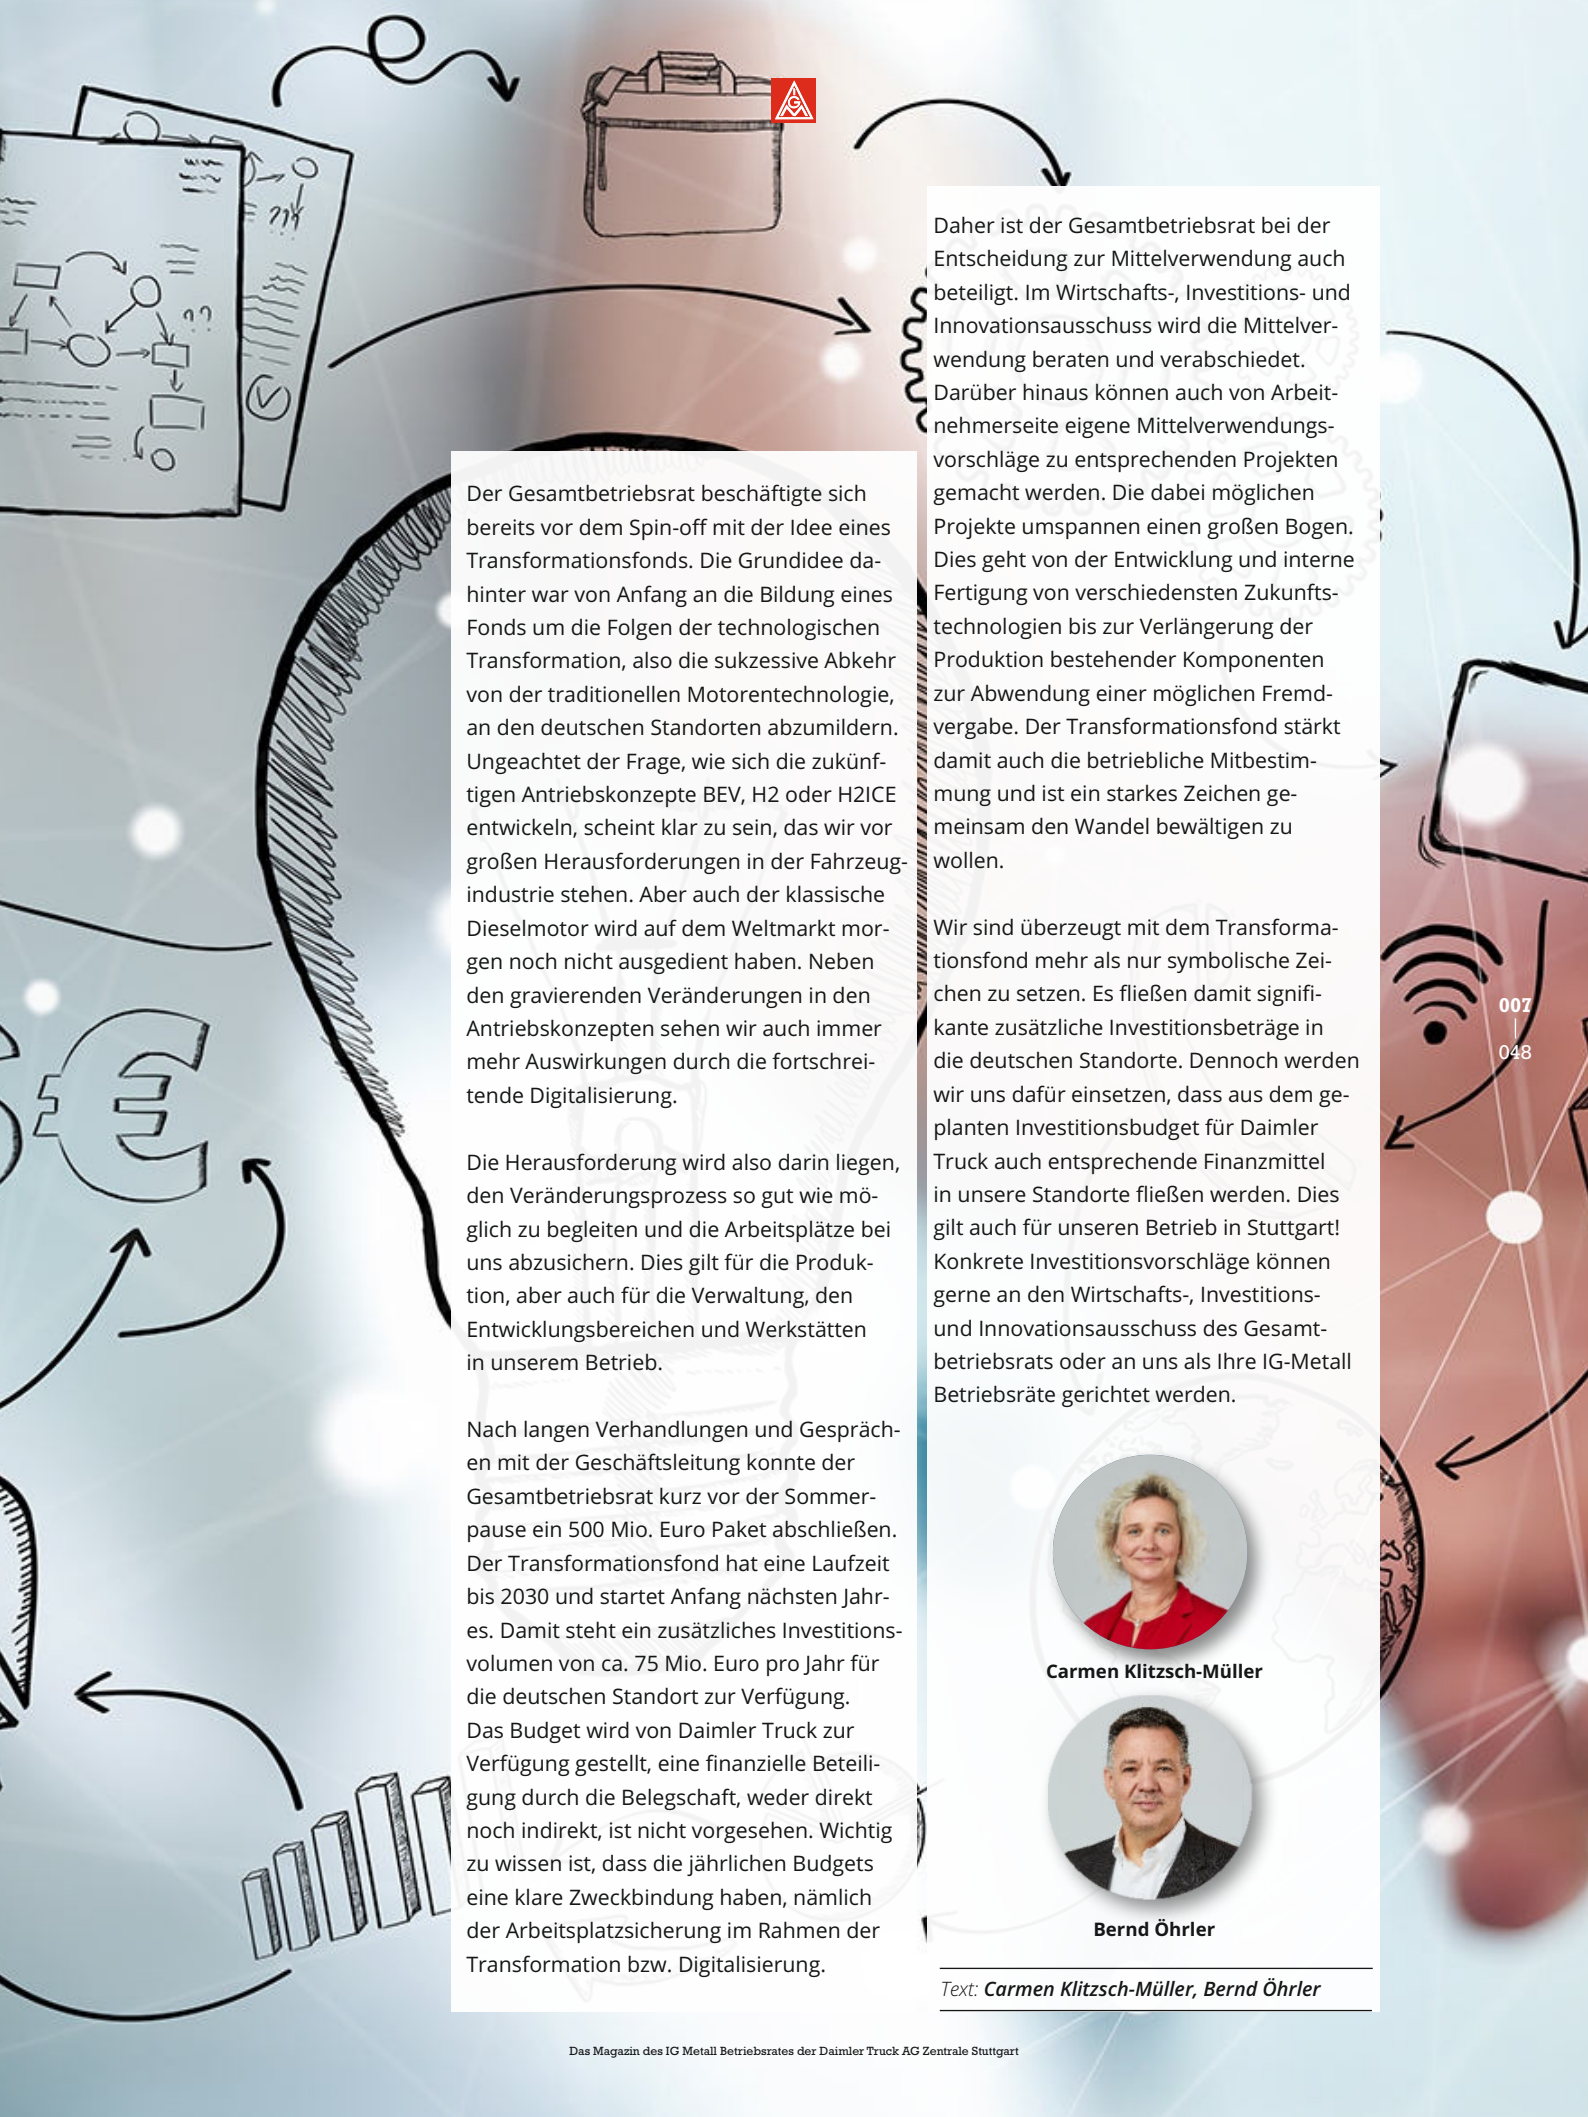 Der Gesamtbetriebsrat beschäftigte sich
bereits vor dem Spin-off mit der Idee eines
Transformationsfonds. Die Grundidee da-
hinter war von Anfang an die Bildung eines
Fonds um die Folgen der technologischen
Transformation, also die sukzessive Abkehr
von der traditionellen Motorentechnologie,
an den deutschen Standorten abzumildern.
Ungeachtet der Frage, wie sich die zukünf-
tigen Antriebskonzepte BEV, H2 oder H2ICE
entwickeln, scheint klar zu sein, das wir vor
großen Herausforderungen in der Fahrzeug-
industrie stehen. Aber auch der klassische
Dieselmotor wird auf dem Weltmarkt mor-
gen noch nicht ausgedient haben. Neben
den gravierenden Veränderungen in den
Antriebskonzepten sehen wir auch immer
mehr Auswirkungen durch die fortschrei-
tende Digitalisierung.
Die Herausforderung wird also darin liegen,
den Veränderungsprozess so gut wie mö-
glich zu begleiten und die Arbeitsplätze bei
uns abzusichern. Dies gilt für die Produk-
tion, aber auch für die Verwaltung, den
Entwicklungsbereichen und Werkstätten
in unserem Betrieb.
Nach langen Verhandlungen und Gespräch-
en mit der Geschäftsleitung konnte der
Gesamtbetriebsrat kurz vor der Sommer-
pause ein 500 Mio. Euro Paket abschließen.
Der Transformationsfond hat eine Laufzeit
bis 2030 und startet Anfang nächsten Jahr-
es. Damit steht ein zusätzliches Investitions-
volumen von ca. 75 Mio. Euro pro Jahr für
die deutschen Standort zur Verfügung.
Das Budget wird von Daimler Truck zur
Verfügung gestellt, eine finanzielle Beteili-
gung durch die Belegschaft, weder direkt
noch indirekt, ist nicht vorgesehen. Wichtig
zu wissen ist, dass die jährlichen Budgets
eine klare Zweckbindung haben, nämlich
der Arbeitsplatzsicherung im Rahmen der
Transformation bzw. Digitalisierung.
Daher ist der Gesamtbetriebsrat bei der
Entscheidung zur Mittelverwendung auch
beteiligt. Im Wirtschafts-, Investitions- und
Innovationsausschuss wird die Mittelver-
wendung beraten und verabschiedet.
Darüber hinaus können auch von Arbeit-
nehmerseite eigene Mittelverwendungs-
vorschläge zu entsprechenden Projekten
gemacht werden. Die dabei möglichen
Projekte umspannen einen großen Bogen.
Dies geht von der Entwicklung und interne
Fertigung von verschiedensten Zukunfts-
technologien bis zur Verlängerung der
Produktion bestehender Komponenten
zur Abwendung einer möglichen Fremd-
vergabe. Der Transformationsfond stärkt
damit auch die betriebliche Mitbestim-
mung und ist ein starkes Zeichen ge-
meinsam den Wandel bewältigen zu
wollen.
Wir sind überzeugt mit dem Transforma-
tionsfond mehr als nur symbolische Zei-
chen zu setzen. Es fließen damit signifi-
kante zusätzliche Investitionsbeträge in
die deutschen Standorte. Dennoch werden
wir uns dafür einsetzen, dass aus dem ge-
planten Investitionsbudget für Daimler
Truck auch entsprechende Finanzmittel
in unsere Standorte fließen werden. Dies
gilt auch für unseren Betrieb in Stuttgart!
Konkrete Investitionsvorschläge können
gerne an den Wirtschafts-, Investitions-
und Innovationsausschuss des Gesamt-
betriebsrats oder an uns als Ihre IG-Metall
Betriebsräte gerichtet werden.
Carmen Klitzsch-Müller
Bernd Öhrler
Text: Carmen Klitzsch-Müller, Bernd Öhrler
007
048
€
??
IGM
Das Magazin des IG Metall Betriebsrates der Daimler Truck AG Zentrale Stuttgart